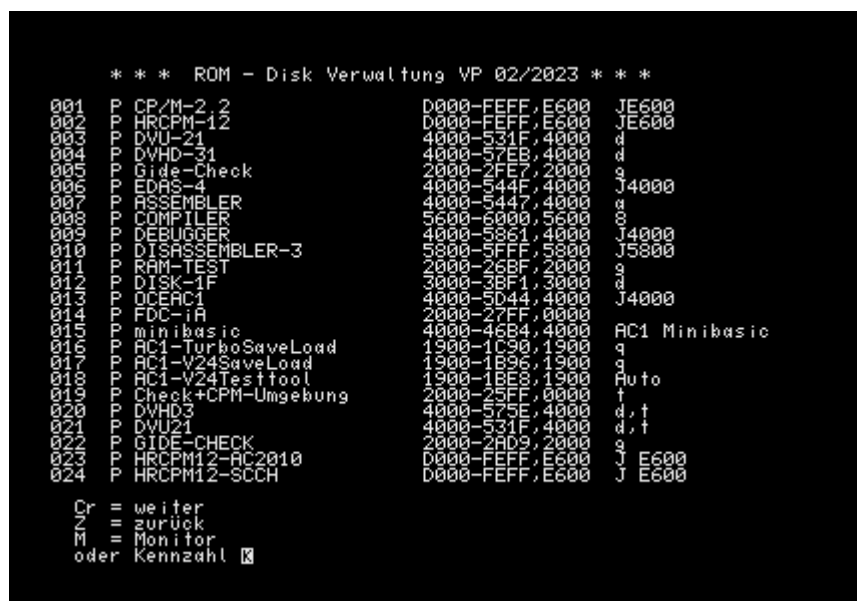 * * *  ROM - Disk Verwaltung VP 02/2023 * * *
001  P CP/M-2.2  D000-FEFF,E600  JE600
002  P HRCPM-12  D000-FEFF,E600  JE600
003  P DVU-21  4000-531F,4000  d
004  P DVHD-31  4000-57EB,4000  d
005  P Gide-Check  2000-2FE7,2000  g
006  P EDAS-4  4000-544F,4000  J4000
007  P ASSEMBLER  4000-5447,4000  a
008  P COMPILER  5600-6000,5600  8
009  P DEBUGGER  4000-5861,4000  J4000
010  P DISASSEMBLER-3  5800-5FFF,5800  J5800
011  P RAM-TEST  2000-26BF,2000  g
012  P DISK-1F  3000-3BF1,3000  d
013  P OCEAC1  4000-5D44,4000  J4000
014  P FDC-iA  2000-27FF,0000
015  P minibasic  4000-46B4,4000  AC1 Minibasic
016  P AC1-TurboSaveLoad  1900-1C90,1900  q
017  P AC1-V24SaveLoad  1900-1B96,1900  g
018  P AC1-V24Testtool  1900-1BE8,1900  Auto
019  P Check+CPM-Umgebung  2000-25FF,0000  t
020  P DVHD3  4000-575E,4000  d,t
021  P DVU21  4000-531F,4000  d,t
022  P GIDE-CHECK  2000-2AD9,2000  g
023  P HRCPM12-AC2010  D000-FEFF,E600  J E600
024  P HRCPM12-SCCH  D000-FEFF,E600  J E600
Cr = weiter
Z  = zurück
M  = Monitor
oder Kennzahl K